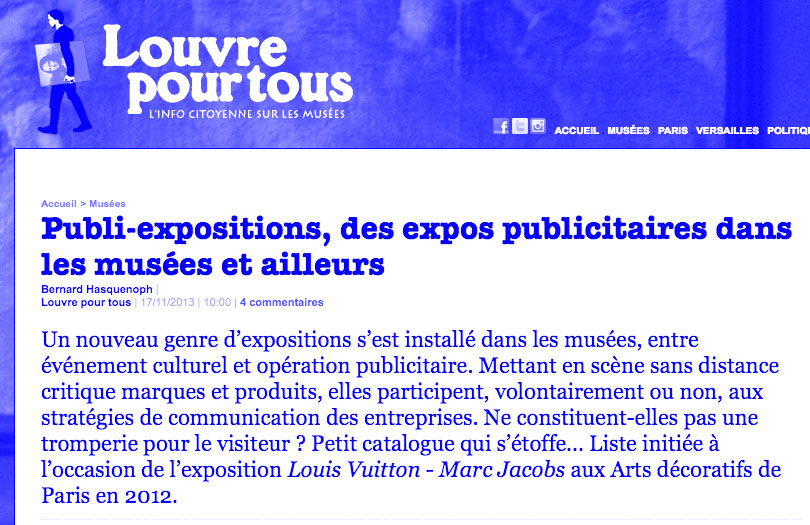 Louvre
pour tous
L'INFO CITOYENNE SUR LES MUSÉES
ACCUEIL MUSÉES PARIS VERSAILLES POLITIQU
Accueil > Musées
Publi-expositions, des expos publicitaires dans
les musées et ailleurs
Bernard Hasquenoph |
Louvre pour tous | 17/11/2013 | 10:00 | 4 commentaires
Un nouveau genre d’expositions s’est installé dans les musées, entre
événement culturel et opération publicitaire. Mettant en scène sans distance
critique marques et produits, elles participent, volontairement ou non, aux
stratégies de communication des entreprises. Ne constituent-elles pas une
tromperie pour le visiteur ? Petit catalogue qui s’étoffe... Liste initiée à
l’occasion de l’exposition Louis Vuitton - Marc Jacobs aux Arts décoratifs de
Paris en 2012.